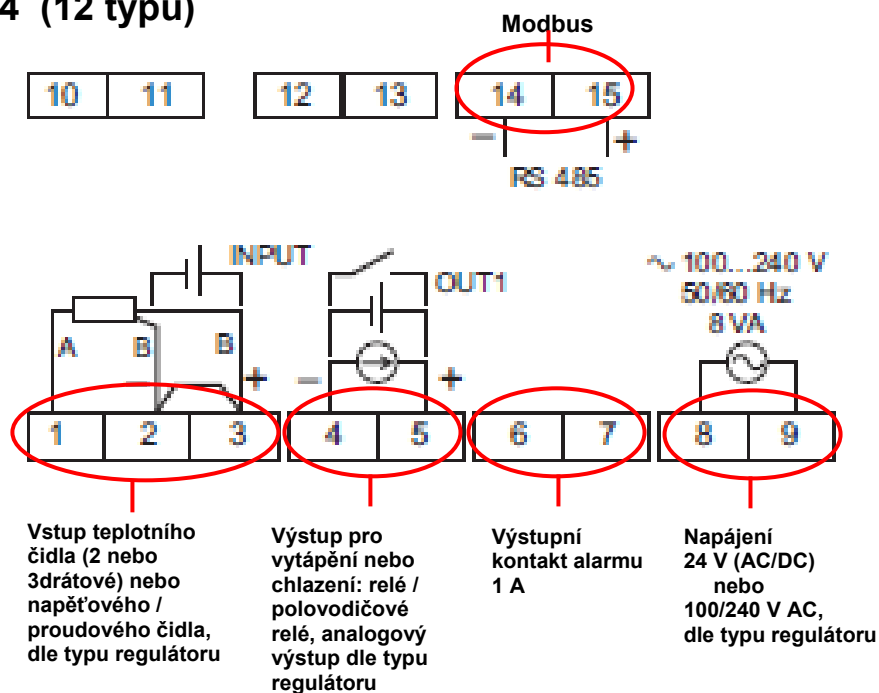 4 (12 typů)
Modbus
10 11 12 13 14 15
– +
RS 485
INPUT
OUT1
~ 100...240 V
50/60 Hz
8 VA
A B B
– + – +
1 2 3 4 5 6 7 8 9
Vstup teplotního
čidla (2 nebo
3drátové) nebo
napěťového /
proudového čidla,
dle typu regulátoru
Výstup pro
vytápění nebo
chlazení: relé /
polovodičové
relé, analogový
výstup dle typu
regulátoru
Výstupní
kontakt alarmu
1 A
Napájení
24 V (AC/DC)
nebo
100/240 V AC,
dle typu regulátoru